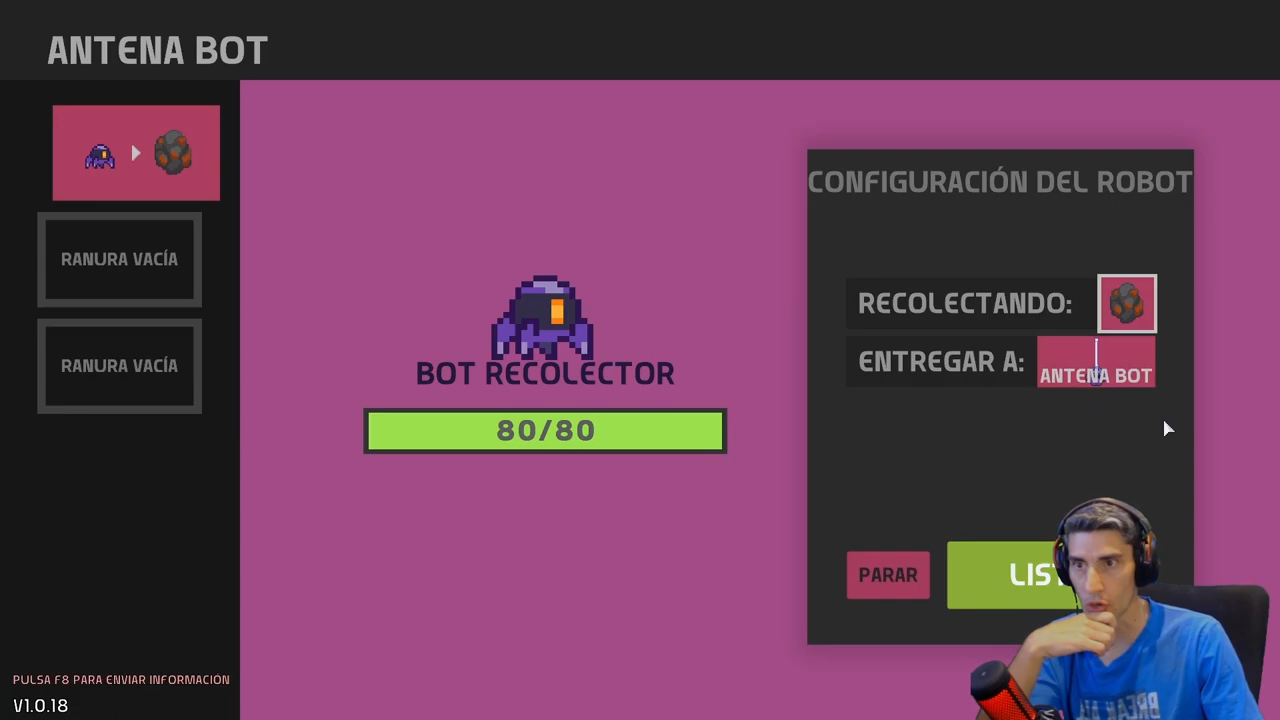 ANTENA BOT
RANURA VACÍA
RANURA VACÍA
BOT RECOLECTOR
80/80
CONFIGURACIÓN DEL ROBOT
RECOLECTANDO:
ENTREGAR A:
ANTENA BOT
PARAR
PULSA F8 PARA ENVIAR INFORMACIÓN
V1.0.18